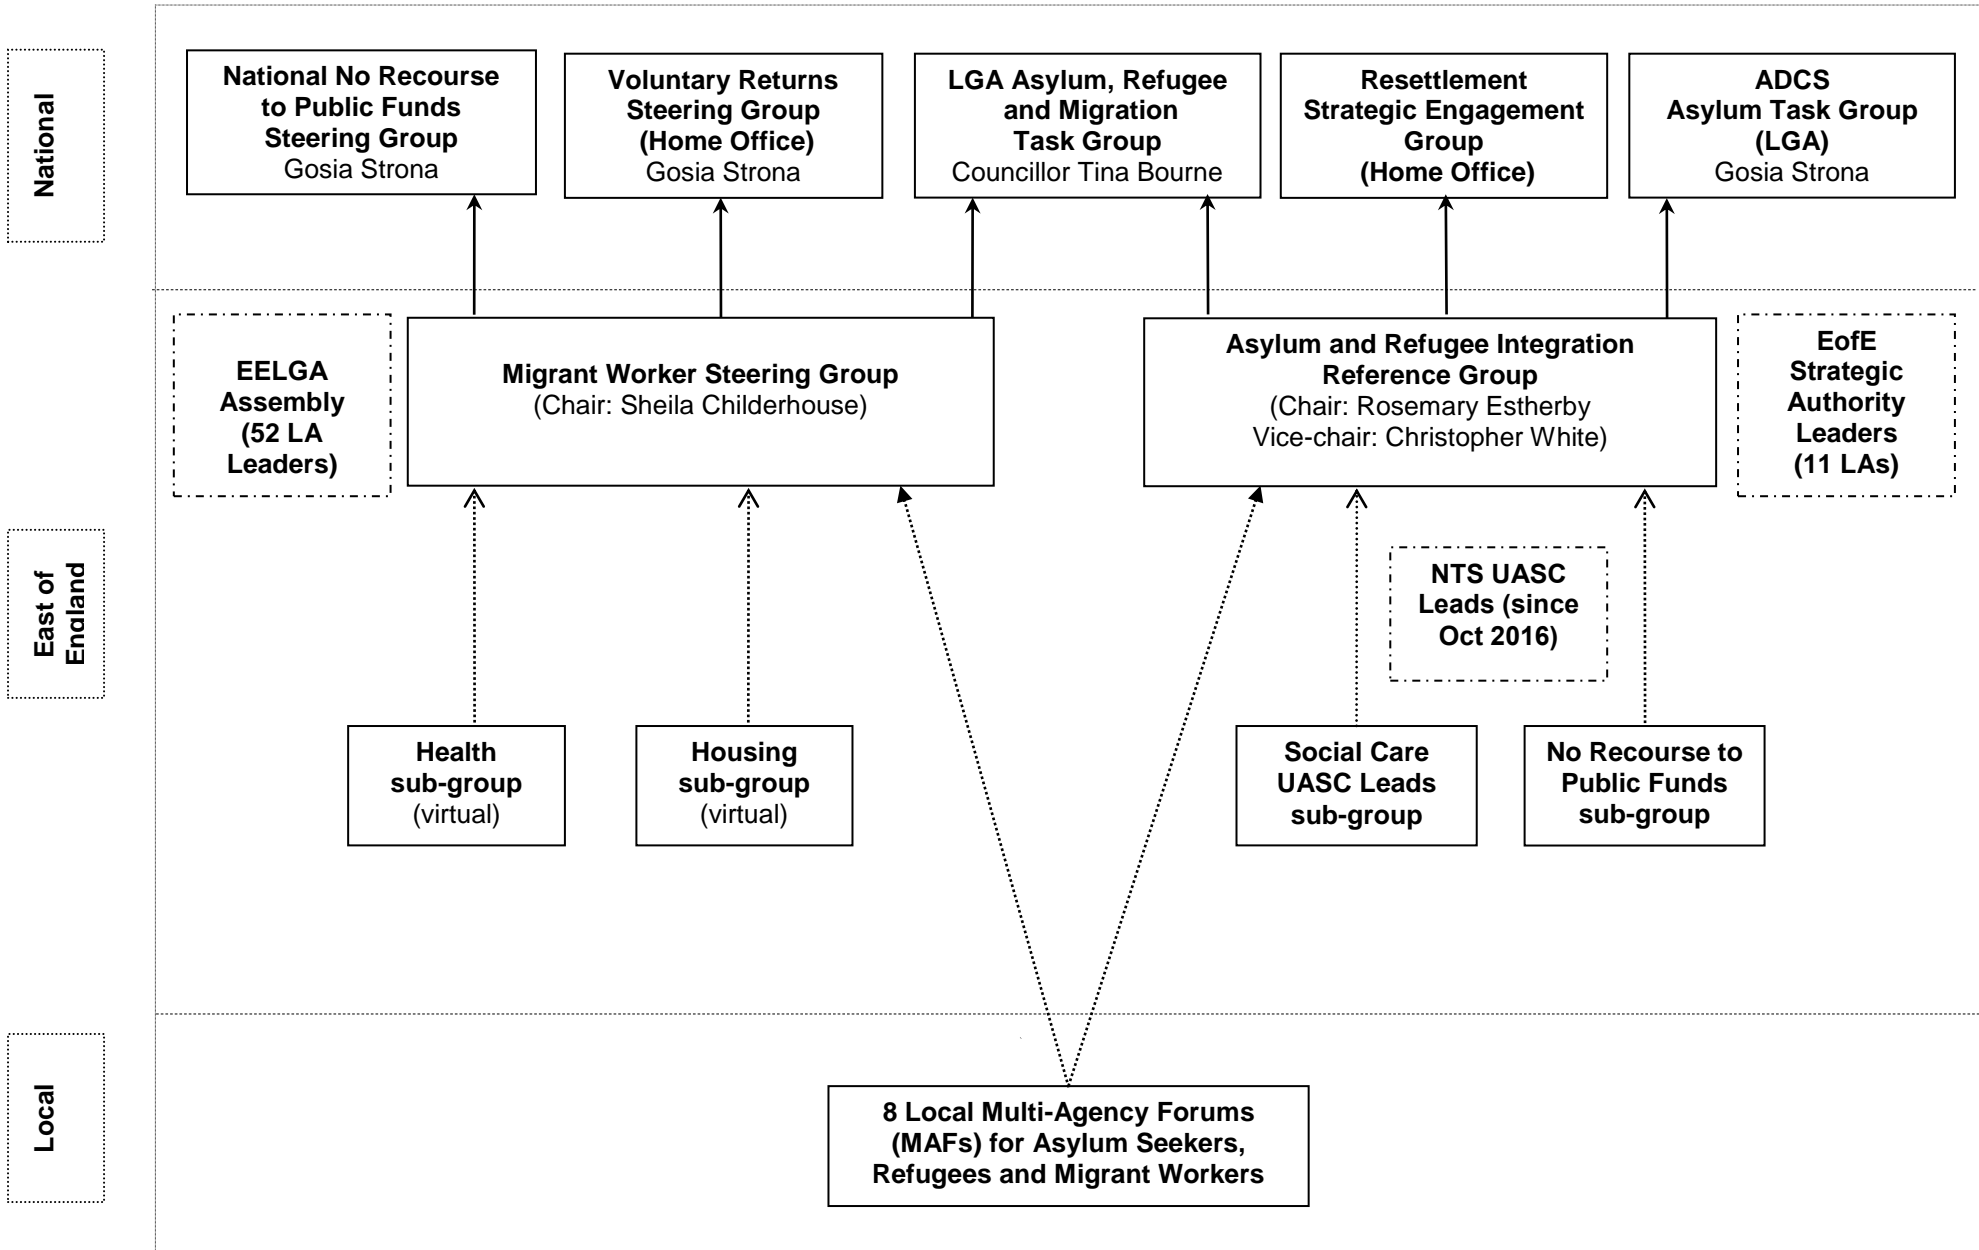 National
National No Recourse
to Public Funds
Steering Group
Gosia Strona
Voluntary Returns
Steering Group
(Home Office)
Gosia Strona
LGA Asylum, Refugee
and Migration
Task Group
Councillor Tina Bourne
Resettlement
Strategic Engagement
Group
(Home Office)
ADCS
Asylum Task Group
(LGA)
Gosia Strona
East of
England
EELGA
Assembly
(52 LA
Leaders)
Migrant Worker Steering Group
(Chair: Sheila Childerhouse)
Asylum and Refugee Integration
Reference Group
(Chair: Rosemary Estherby
Vice-chair: Christopher White)
EofE
Strategic
Authority
Leaders
(11 LAs)
NTS UASC
Leads (since
Oct 2016)
Health
sub-group
(virtual)
Housing
sub-group
(virtual)
Social Care
UASC Leads
sub-group
No Recourse to
Public Funds
sub-group
Local
8 Local Multi-Agency Forums
(MAFs) for Asylum Seekers,
Refugees and Migrant Workers